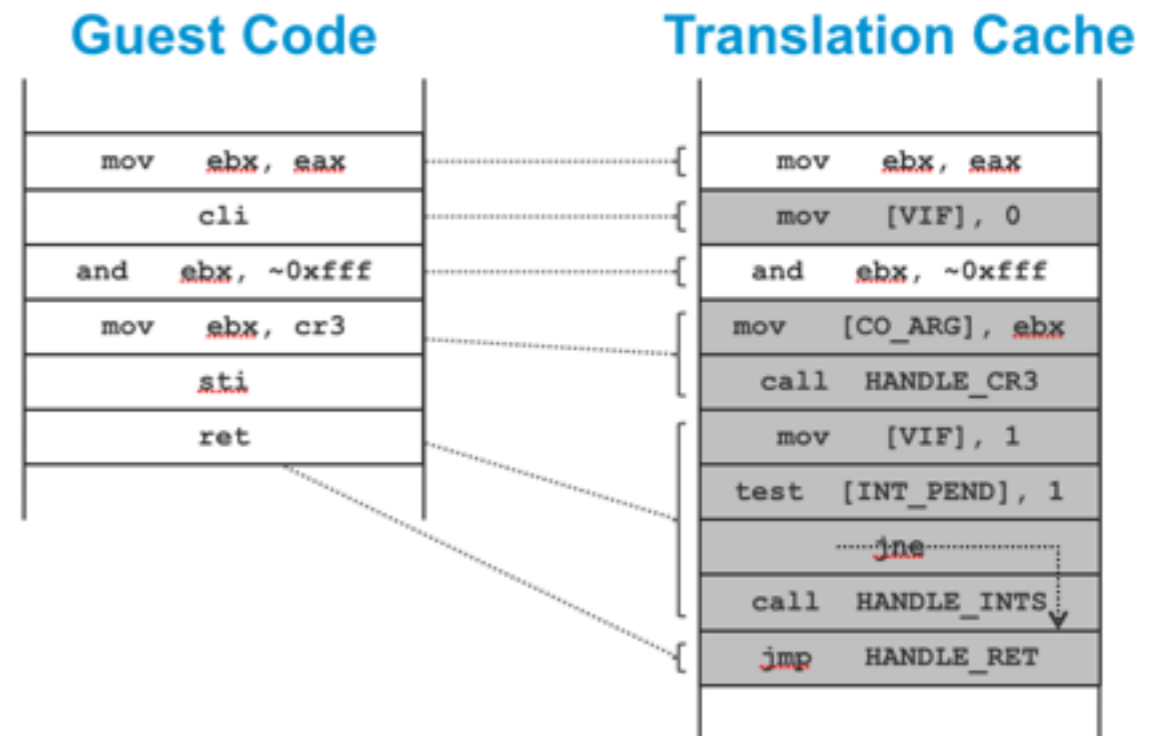 Guest Code
mov ebx, eax
cli
and ebx, ~0xfff
mov ebx, cr3
sti
ret
Translation Cache
mov ebx, eax
mov [VIF], 0
and ebx, ~0xfff
mov [CO_ARG], ebx
call HANDLE_CR3
mov [VIF], 1
test [INT_PEND], 1
jne
call HANDLE_INTS
jmp HANDLE_RET